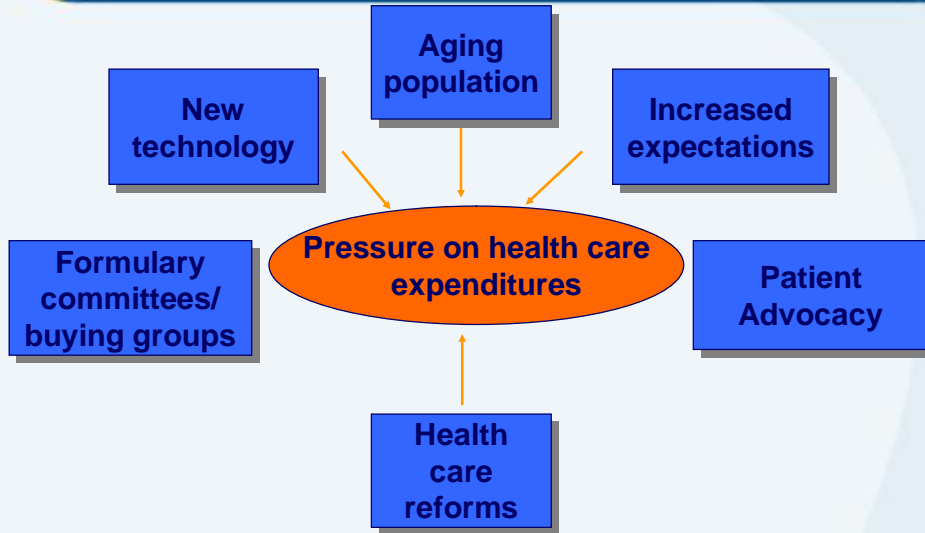 Aging
population
New
technology
Increased
expectations
Pressure on health care
expenditures
Formulary
committees/
buying groups
Patient
Advocacy
Health
care
reforms